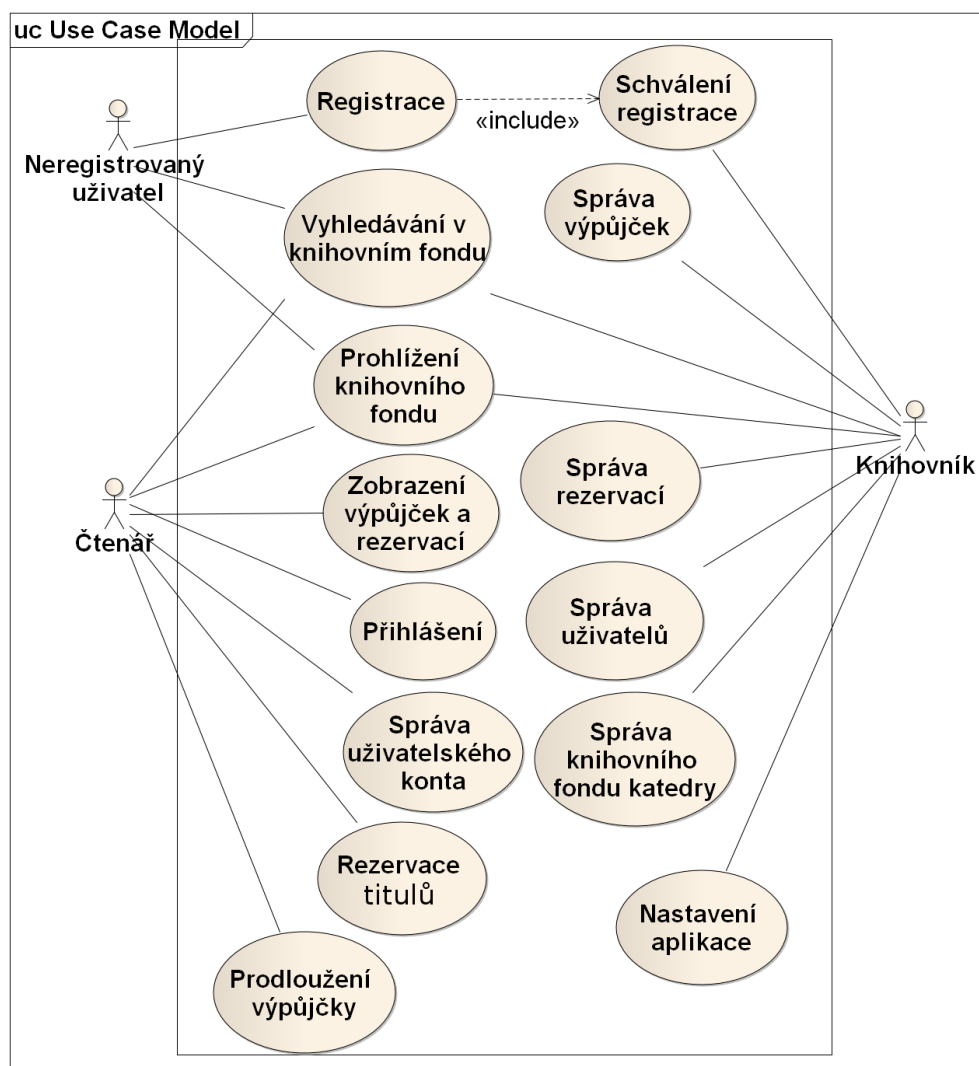 uc Use Case Model
Registrace
«include»
Schválení
registrace
Neregistrovaný
uživatel
Správa
výpůjček
Vyhledávání v
knihovním fondu
Prohlížení
knihovního
fondu
Knihovník
Správa
rezervací
Zobrazení
výpůjček a
rezervací
Čtenář
Přihlášení
Správa
uživatelů
Správa
uživatelského
konta
Správa
knihovního
fondu katedry
Rezervace
titulů
Nastavení
aplikace
Prodloužení
výpůjčky